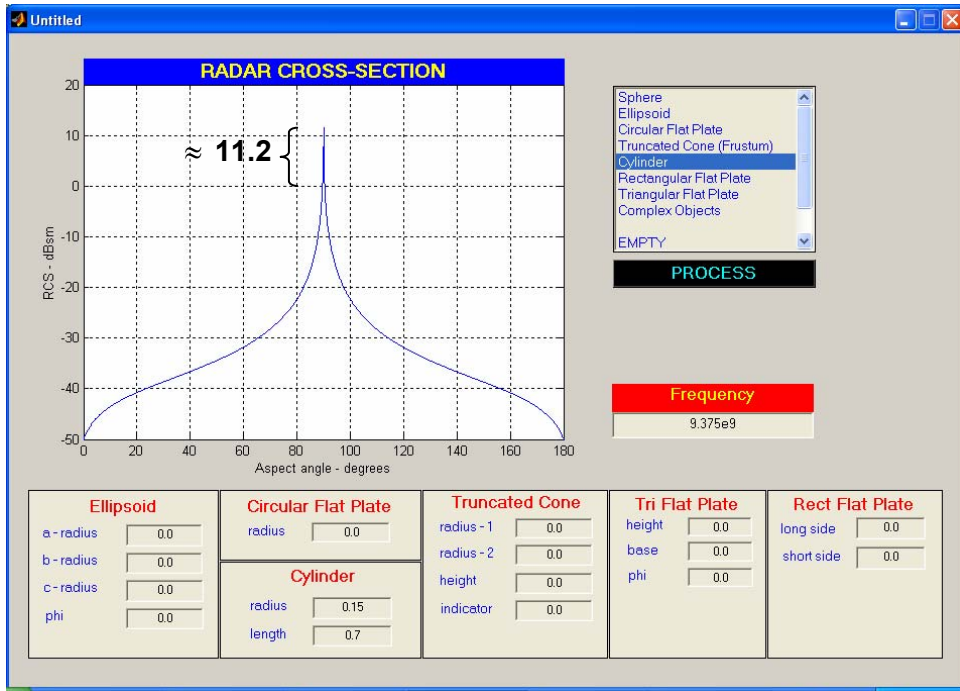 Untitled
RADAR CROSS-SECTION
20
10
0
-10
-20
-30
-40
-50
≈ 11.2
RCS - dBsm
0 20 40 60 80 100 120 140 160 180
Aspect angle - degrees
Sphere
Ellipsoid
Circular Flat Plate
Truncated Cone (Frustum)
Cylinder
Rectangular Flat Plate
Triangular Flat Plate
Complex Objects
EMPTY
PROCESS
Frequency
9.375e9
Ellipsoid
a - radius 0.0
b - radius 0.0
c - radius 0.0
phi 0.0
Circular Flat Plate
radius 0.0
Cylinder
radius 0.15
length 0.7
Truncated Cone
radius - 1 0.0
radius - 2 0.0
height 0.0
indicator 0.0
Tri Flat Plate
height 0.0
base 0.0
phi 0.0
Rect Flat Plate
long side 0.0
short side 0.0